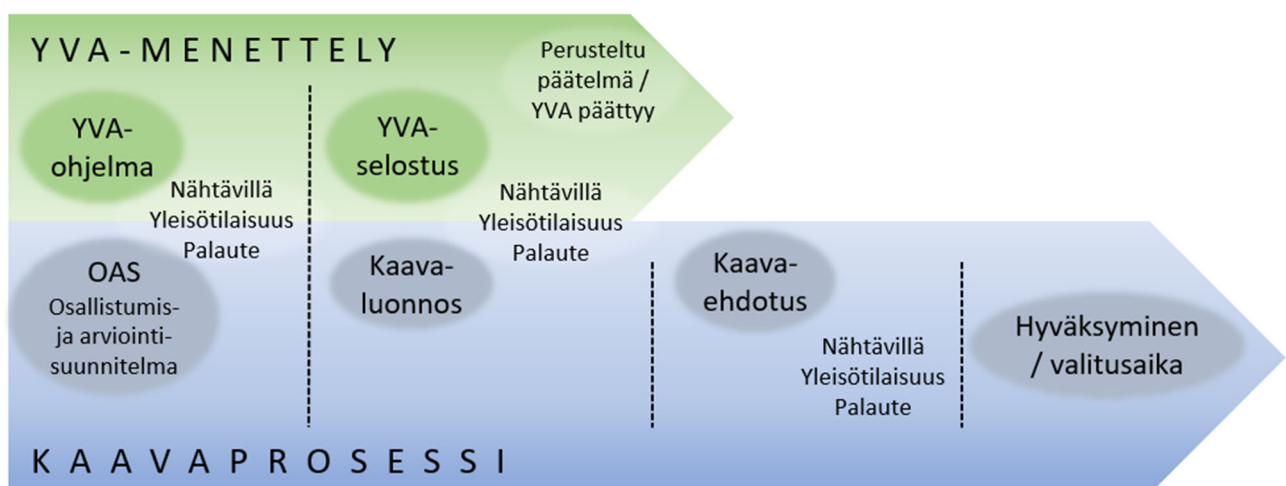 YVA-MENETTELY
Perusteltu
päätelmä /
YVA päättyy
YVA-
ohjelma
YVA-
selostus
Nähtävillä
Yleisötilaisuus
Palaute
Nähtävillä
Yleisötilaisuus
Palaute
OAS
Osallistumis-
ja arviointi-
suunnitelma
Kaava-
luonnos
Kaava-
ehdotus
Nähtävillä
Yleisötilaisuus
Palaute
Hyväksyminen
/ valitusaika
KAAVAPROSESSI